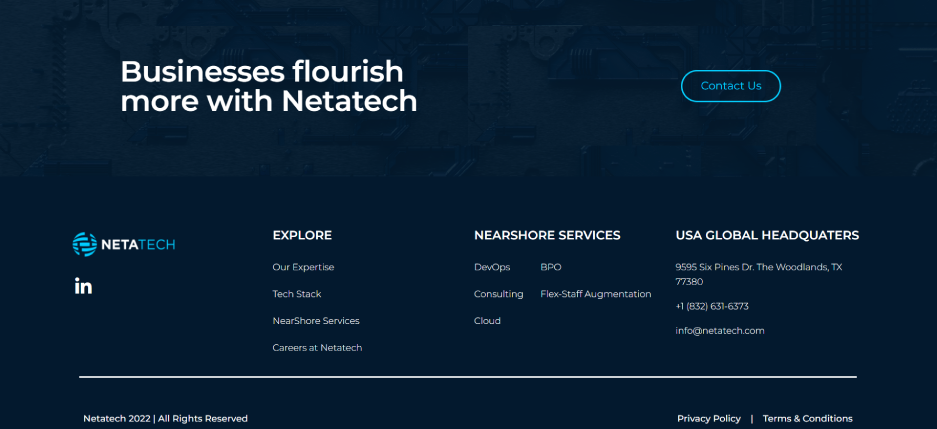 Businesses flourish
more with Netatech
Contact Us
NETATECH
in
EXPLORE
Our Expertise
Tech Stack
NearShore Services
Careers at Netatech
NEARSHORE SERVICES
DevOps
Consulting
Cloud
BPO
Flex-Staff Augmentation
USA GLOBAL HEADQUATERS
9595 Six Pines Dr. The Woodlands, TX
77380
+1 (832) 631-6373
info@netatech.com
Netatech 2022 | All Rights Reserved
Privacy Policy | Terms & Conditions